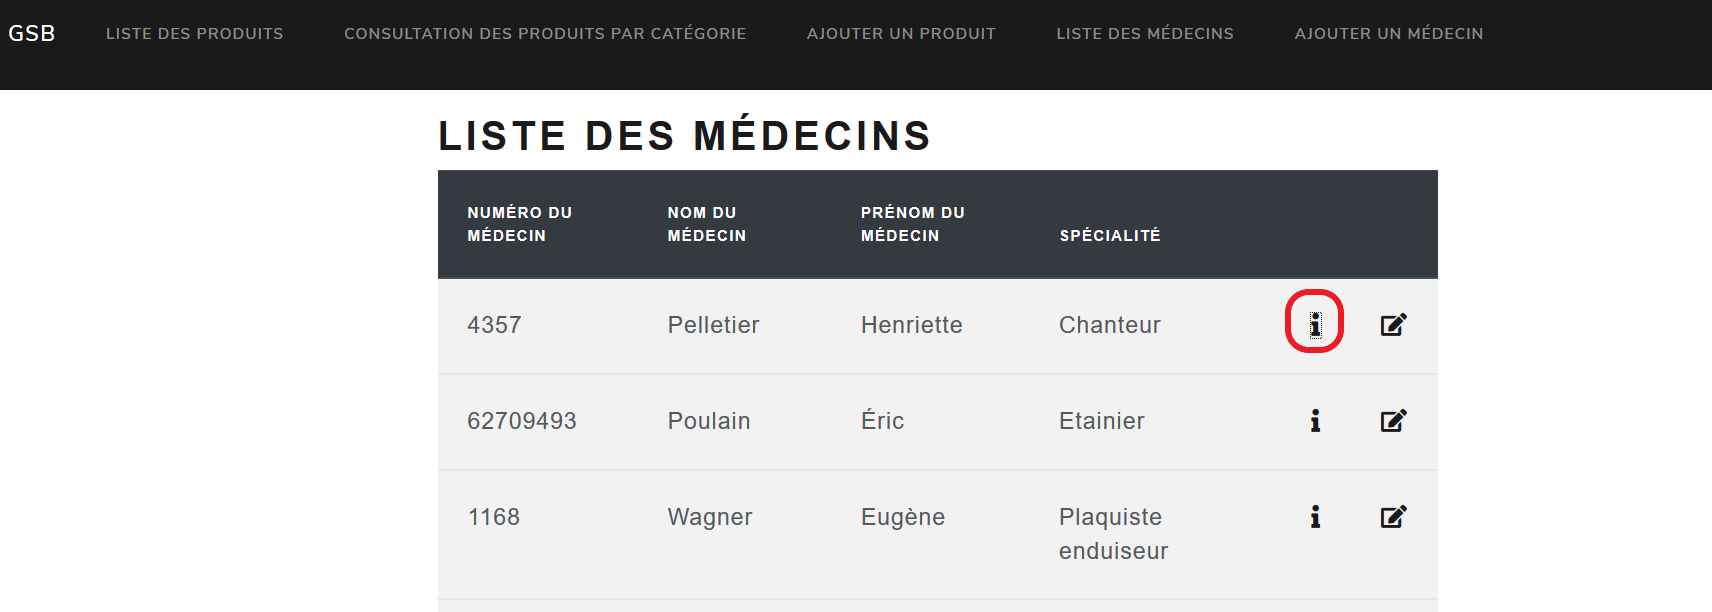 GSB LISTE DES PRODUITS CONSULTATION DES PRODUITS PAR CATÉGORIE AJOUTER UN PRODUIT LISTE DES MÉDECINS AJOUTER UN MÉDECIN
LISTE DES MÉDECINS
NUMÉRO DU MÉDECIN NOM DU MÉDECIN PRÉNOM DU MÉDECIN SPÉCIALITÉ
4357 Pelletier Henriette Chanteur
62709493 Poulain Éric Etainier
1168 Wagner Eugène Plaquiste
enduiseur